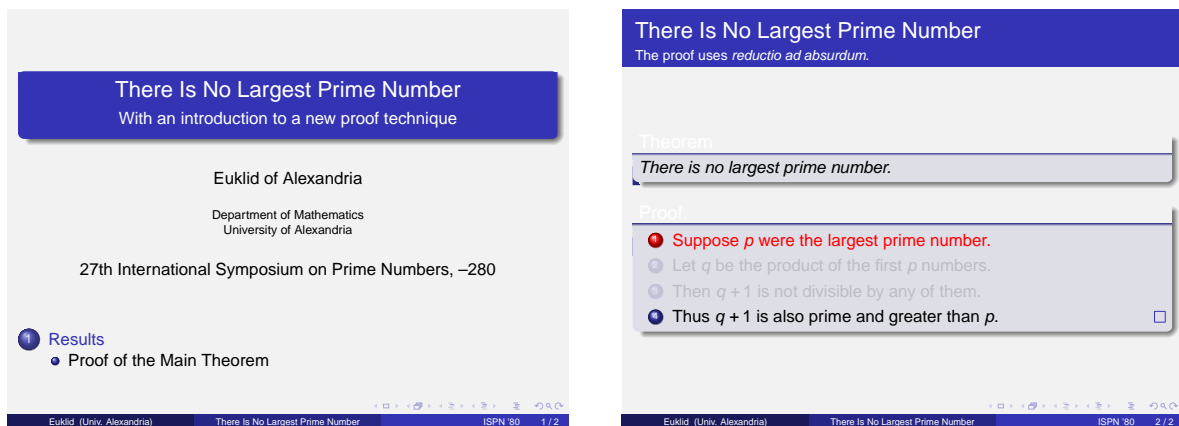 There Is No Largest Prime Number
With an introduction to a new proof technique
Euklid of Alexandria
Department of Mathematics
University of Alexandria
27th International Symposium on Prime Numbers, –280
1 Results
Proof of the Main Theorem
Euklid (Univ. Alexandria) There Is No Largest Prime Number ISPN '80 1 / 2
There Is No Largest Prime Number
The proof uses reductio ad absurdum.
Theorem
There is no largest prime number.
Proof.
1 Suppose p were the largest prime number.
2 Let q be the product of the first p numbers.
3 Then q + 1 is not divisible by any of them.
4 Thus q + 1 is also prime and greater than p.
Euklid (Univ. Alexandria) There Is No Largest Prime Number ISPN '80 2 / 2